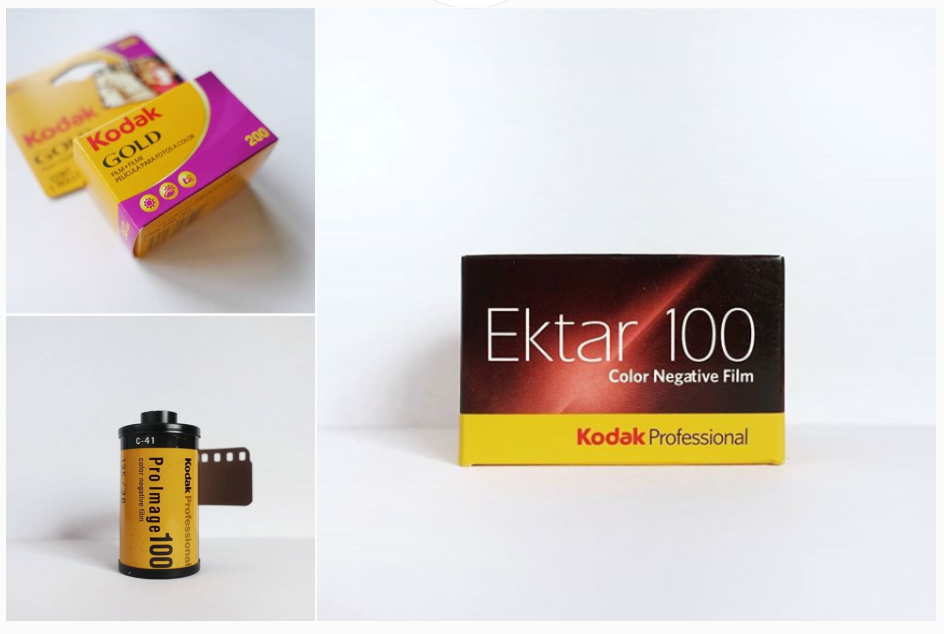 Kodak
GOLD
Kodak
GOLD
FILM • FILME
PELÍCULA PARA FOTOS A COLOR
200
C-41
Kodak Professional
Pro Image 100
color negative film
Ektar 100
Color Negative Film
Kodak Professional